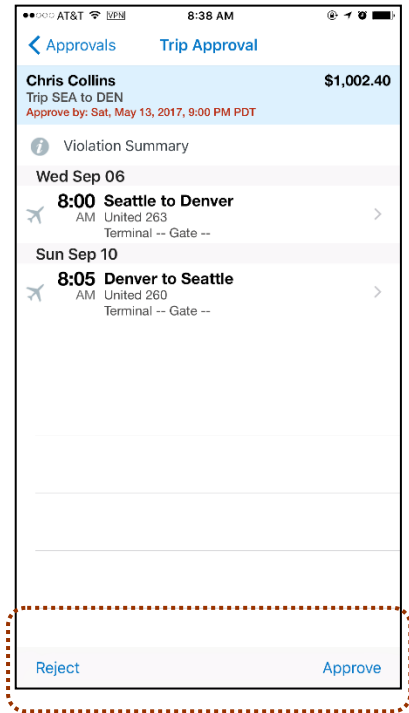 AT&T VPN 8:38 AM
Approvals Trip Approval
Chris Collins $1,002.40
Trip SEA to DEN
Approve by: Sat, May 13, 2017, 9:00 PM PDT
i Violation Summary
Wed Sep 06
8:00 Seattle to Denver
AM United 263
Terminal -- Gate --
Sun Sep 10
8:05 Denver to Seattle
AM United 260
Terminal -- Gate --
Reject Approve